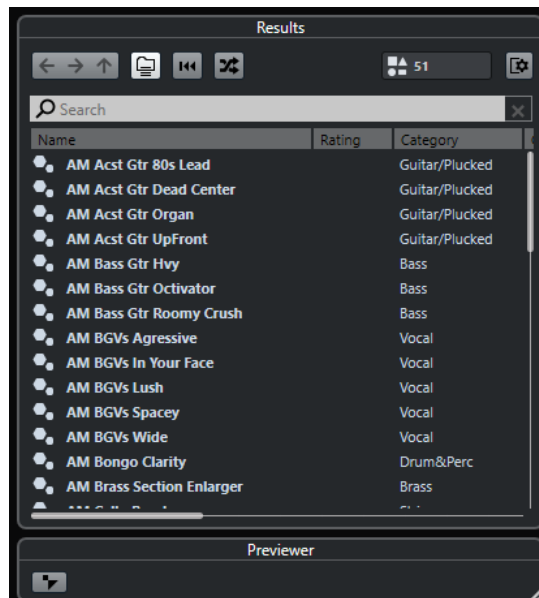 Results
51
Search
Name Rating Category
AM Acst Gtr 80s Lead Guitar/Plucked
AM Acst Gtr Dead Center Guitar/Plucked
AM Acst Gtr Organ Guitar/Plucked
AM Acst Gtr UpFront Guitar/Plucked
AM Bass Gtr Hvy Bass
AM Bass Gtr Octivator Bass
AM Bass Gtr Roomy Crush Bass
AM BGVs Agressive Vocal
AM BGVs In Your Face Vocal
AM BGVs Lush Vocal
AM BGVs Spacey Vocal
AM BGVs Wide Vocal
AM Bongo Clarity Drum&Perc
AM Brass Section Enlarger Brass
Previewer